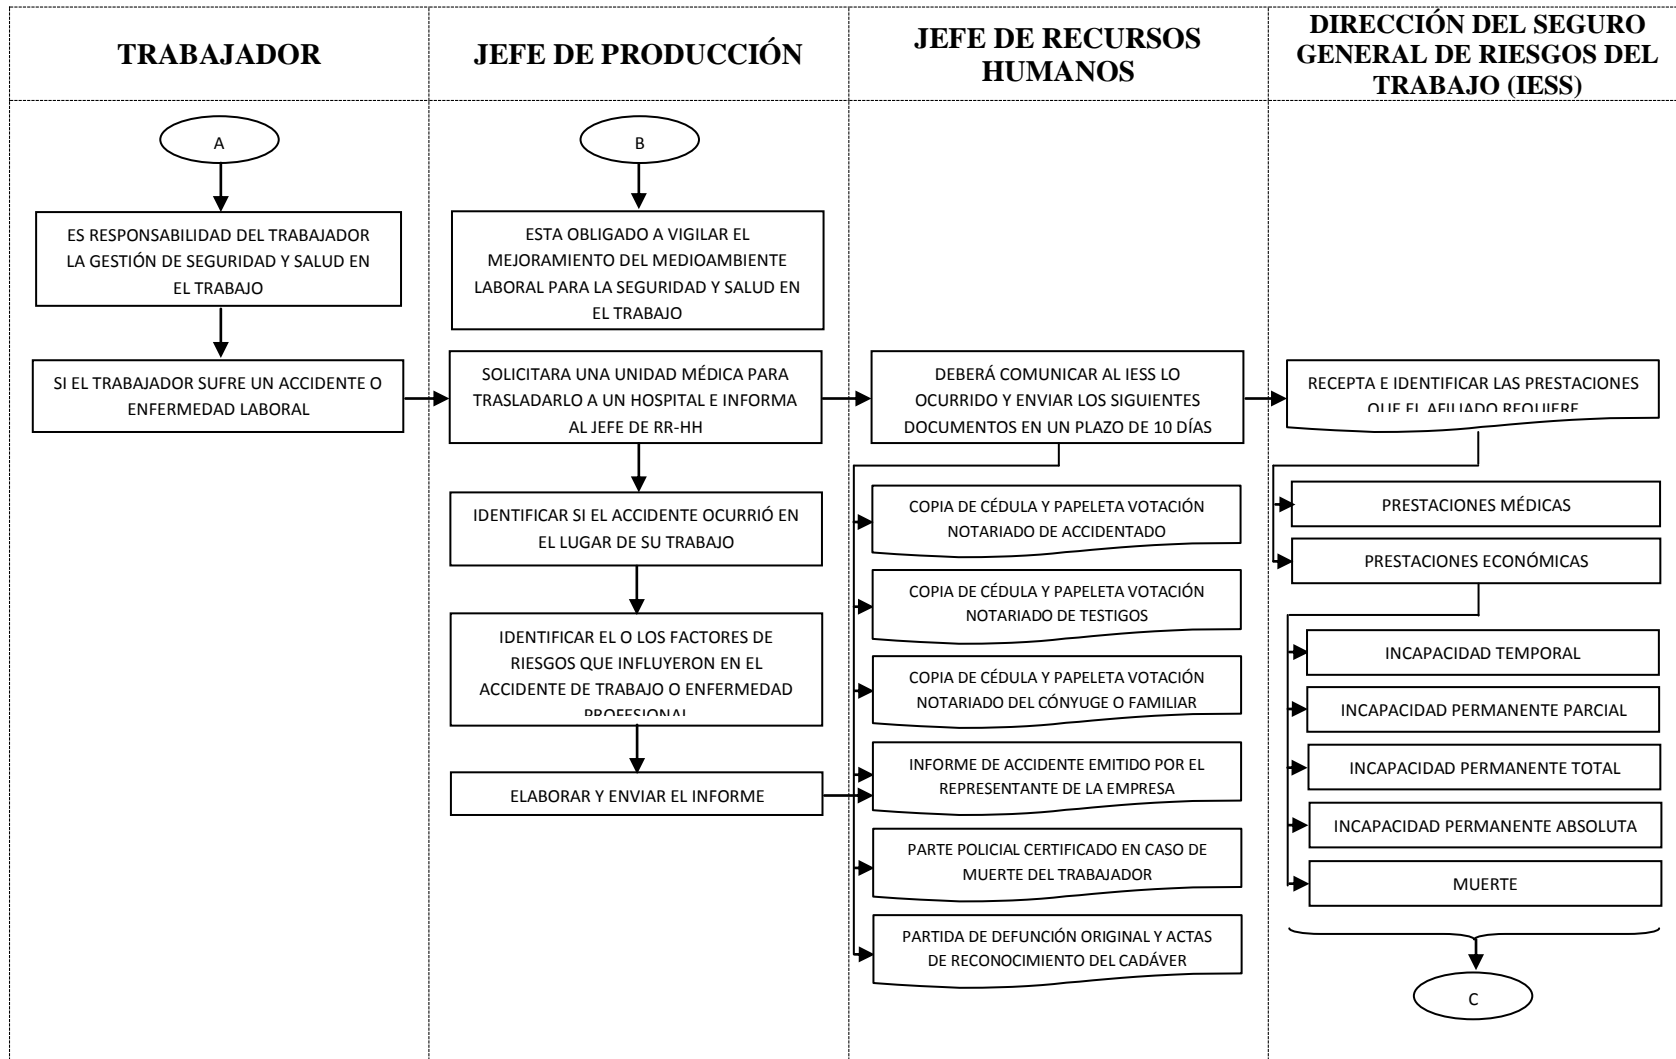 TRABAJADOR
JEFE DE PRODUCCIÓN
JEFE DE RECURSOS
HUMANOS
DIRECCIÓN DEL SEGURO
GENERAL DE RIESGOS DEL
TRABAJO (IESS)
A
ES RESPONSABILIDAD DEL TRABAJADOR
LA GESTIÓN DE SEGURIDAD Y SALUD EN
EL TRABAJO
SI EL TRABAJADOR SUFRE UN ACCIDENTE O
ENFERMEDAD LABORAL
B
ESTA OBLIGADO A VIGILAR EL
MEJORAMIENTO DEL MEDIOAMBIENTE
LABORAL PARA LA SEGURIDAD Y SALUD EN
EL TRABAJO
SOLICITARA UNA UNIDAD MÉDICA PARA
TRASLADARLO A UN HOSPITAL E INFORMA
AL JEFE DE RR-HH
IDENTIFICAR SI EL ACCIDENTE OCURRIÓ EN
EL LUGAR DE SU TRABAJO
IDENTIFICAR EL O LOS FACTORES DE
RIESGOS QUE INFLUYERON EN EL
ACCIDENTE DE TRABAJO O ENFERMEDAD
PROFESIONAL
ELABORAR Y ENVIAR EL INFORME
DEBERÁ COMUNICAR AL IESS LO
OCURRIDO Y ENVIAR LOS SIGUIENTES
DOCUMENTOS EN UN PLAZO DE 10 DÍAS
COPIA DE CÉDULA Y PAPELETA VOTACIÓN
NOTARIADO DE ACCIDENTADO
COPIA DE CÉDULA Y PAPELETA VOTACIÓN
NOTARIADO DE TESTIGOS
COPIA DE CÉDULA Y PAPELETA VOTACIÓN
NOTARIADO DEL CÓNYUGE O FAMILIAR
INFORME DE ACCIDENTE EMITIDO POR EL
REPRESENTANTE DE LA EMPRESA
PARTE POLICIAL CERTIFICADO EN CASO DE
MUERTE DEL TRABAJADOR
PARTIDA DE DEFUNCIÓN ORIGINAL Y ACTAS
DE RECONOCIMIENTO DEL CADÁVER
RECEPTA E IDENTIFICAR LAS PRESTACIONES
QUE EL AFILIADO REQUIERE
PRESTACIONES MÉDICAS
PRESTACIONES ECONÓMICAS
INCAPACIDAD TEMPORAL
INCAPACIDAD PERMANENTE PARCIAL
INCAPACIDAD PERMANENTE TOTAL
INCAPACIDAD PERMANENTE ABSOLUTA
MUERTE
C